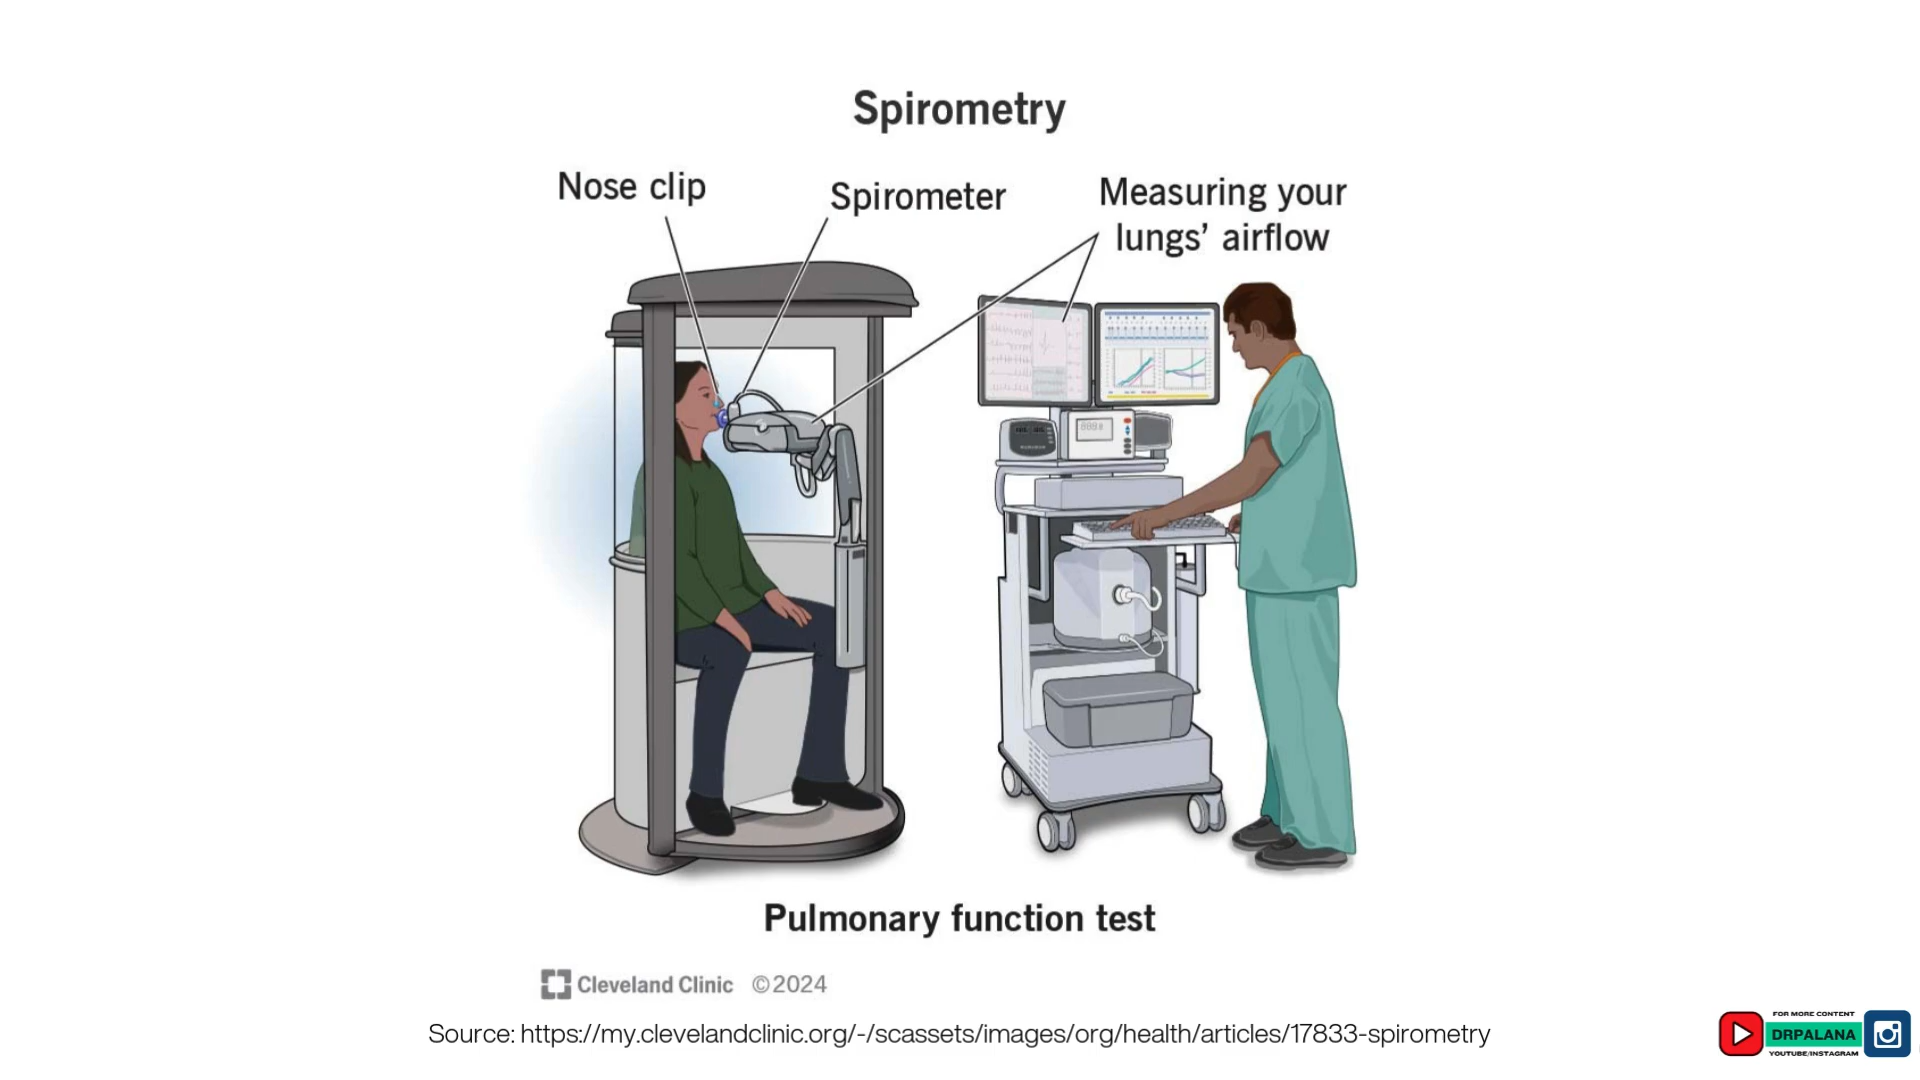 Spirometry
Nose clip
Spirometer
Measuring your
lungs’ airflow
Pulmonary function test
Cleveland Clinic ©2024
Source: https://my.clevelandclinic.org/-/scassets/images/org/health/articles/17833-spirometry
FOR MORE CONTENT
DRPALANA
YOUTUBE/INSTAGRAM